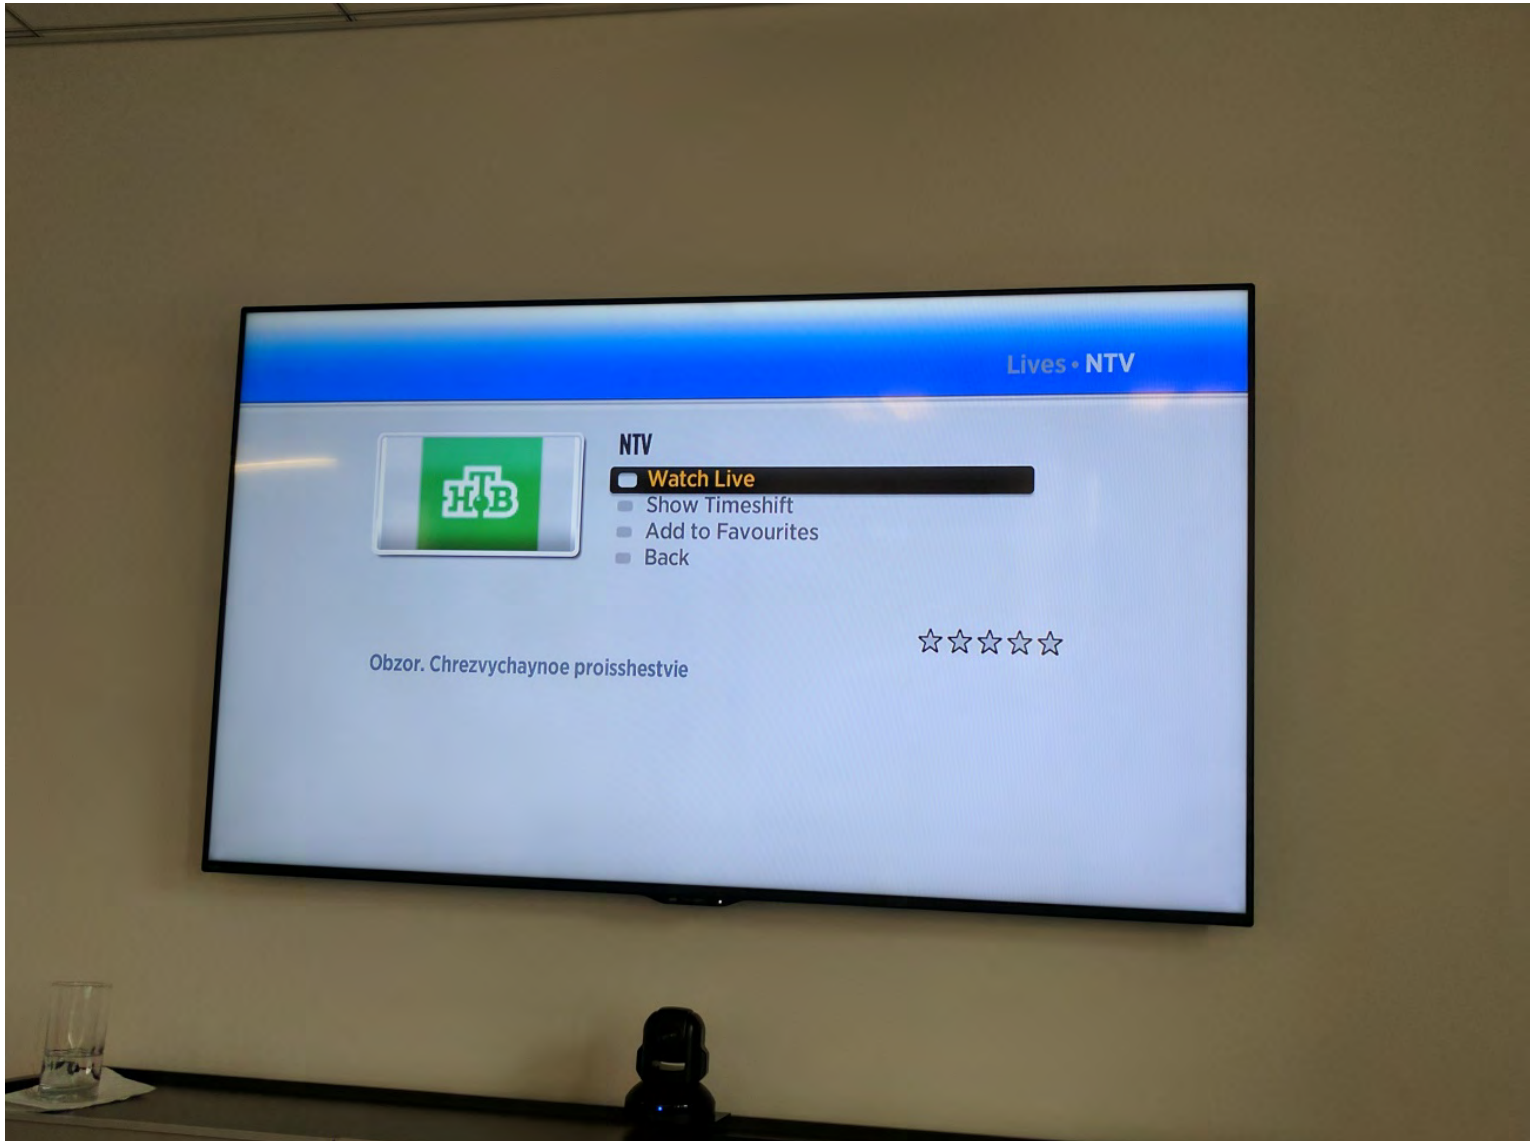 Lives • NTV
НТВ
NTV
Watch Live
Show Timeshift
Add to Favourites
Back
Obzor. Chrezvychaynoe proisshestvie